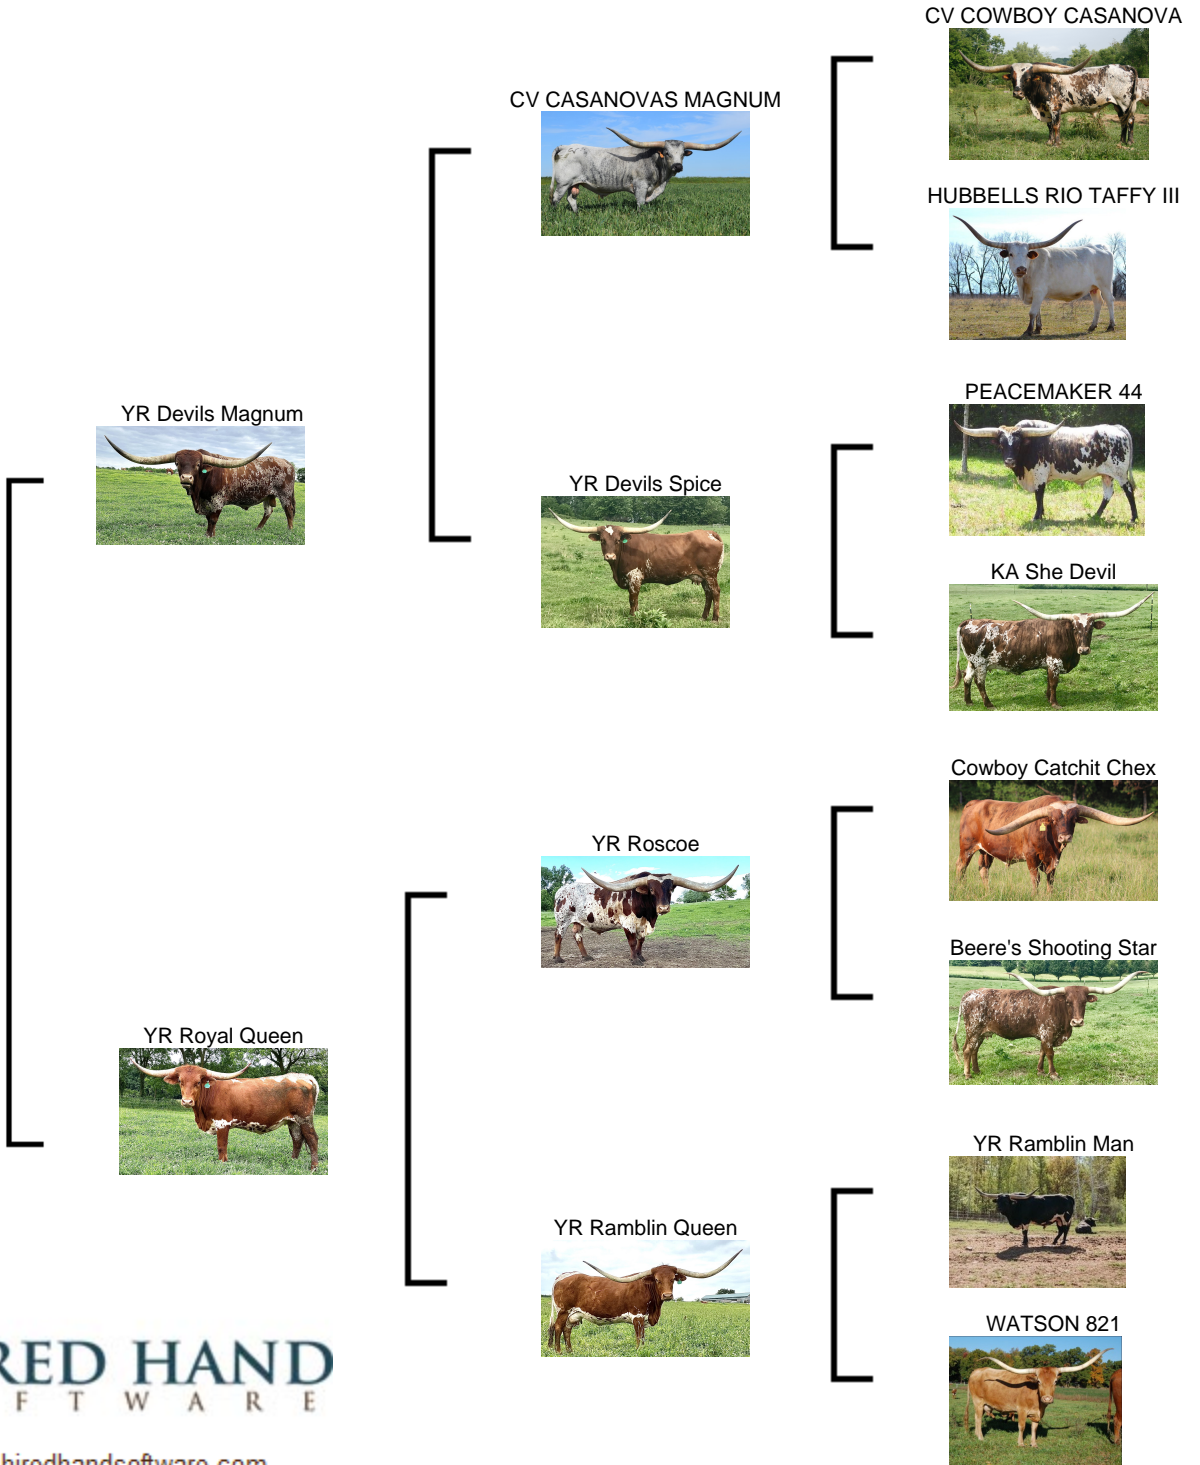 CV COWBOY CASANOVA
CV CASANOVAS MAGNUM
HUBBELLS RIO TAFFY III
YR Devils Magnum
PEACEMAKER 44
YR Devils Spice
KA She Devil
Cowboy Catchit Chex
YR Roscoe
Beere's Shooting Star
YR Royal Queen
YR Ramblin Man
YR Ramblin Queen
WATSON 821
RED HAND
F T W A R E
hiredhandsoftware.com